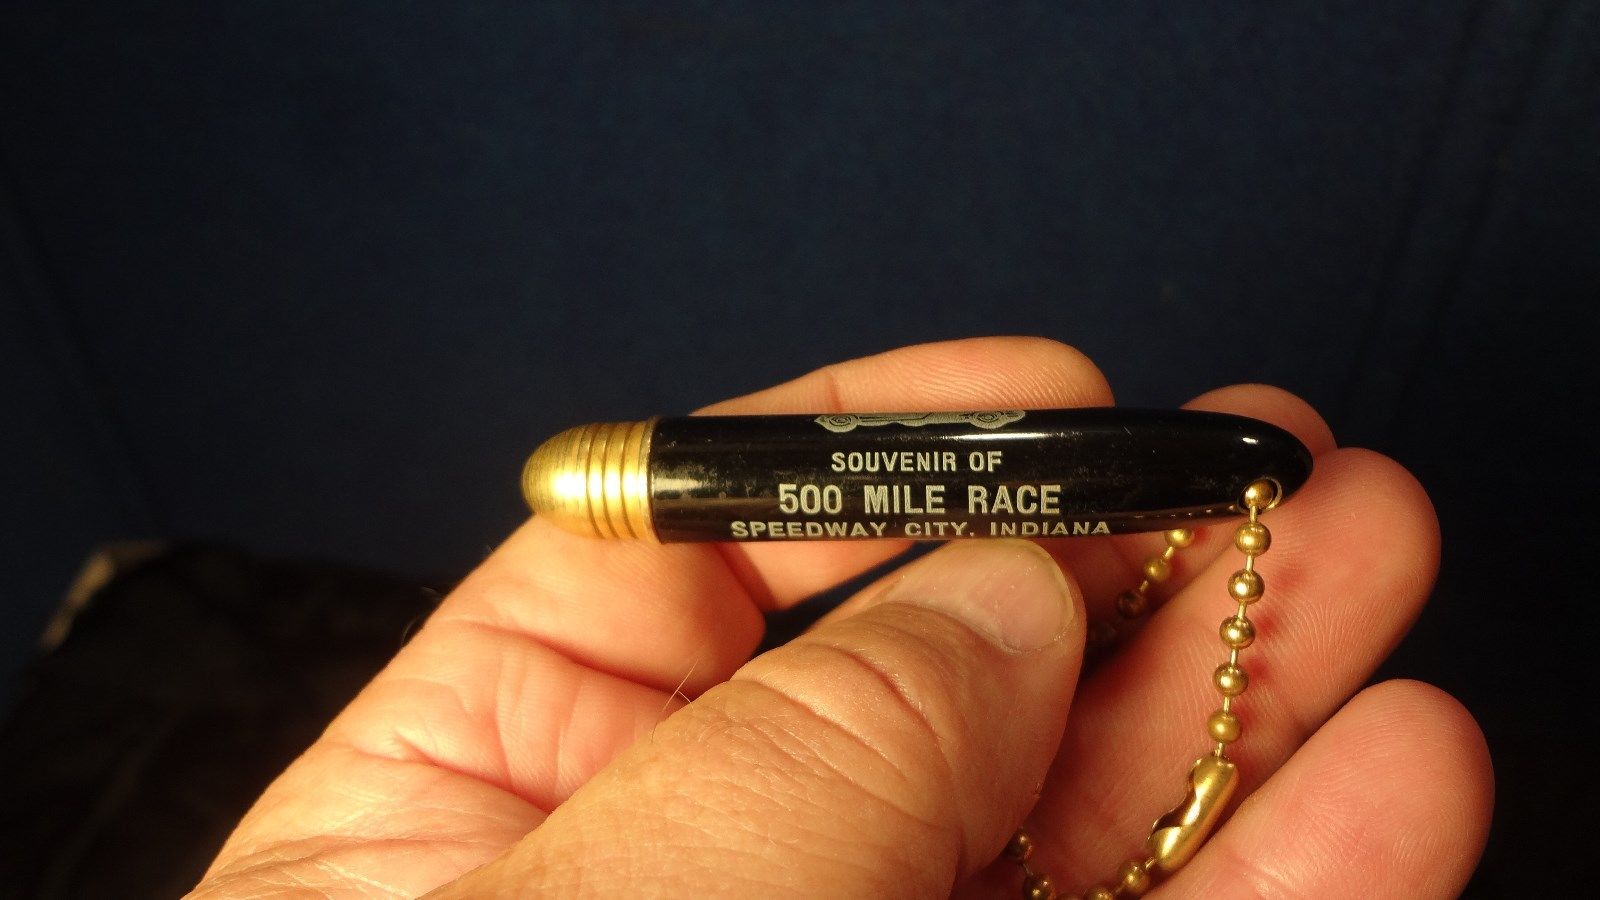 SOUVENIR OF
500 MILE RACE
SPEEDWAY CITY, INDIANA